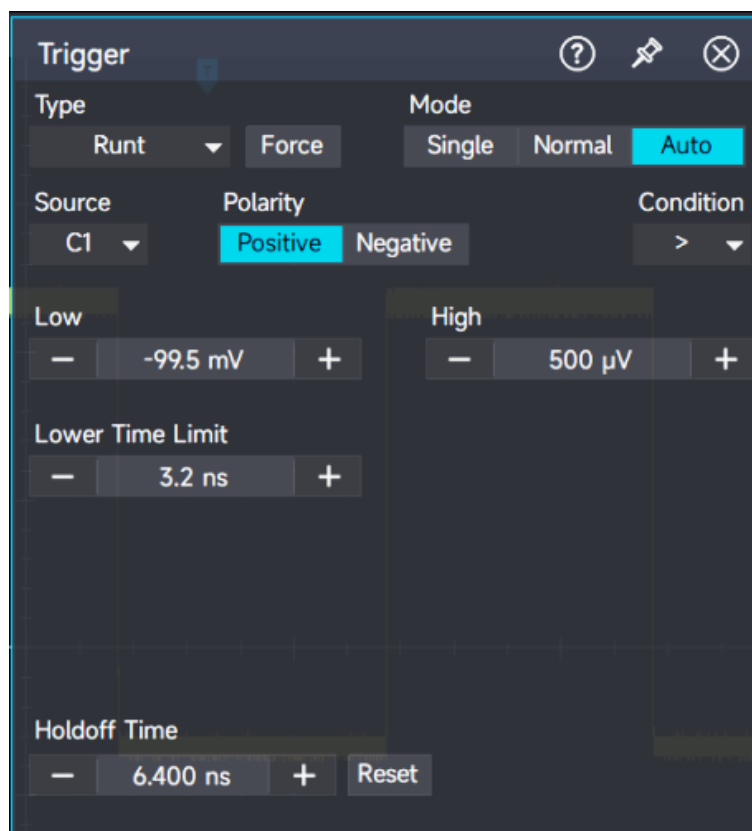 Trigger
Type Mode
Runt Force Single Normal Auto
Source Polarity Condition
C1 Positive Negative >
Low High
− -99.5 mV + − 500 µV +
Lower Time Limit
− 3.2 ns +
Holdoff Time
− 6.400 ns + Reset